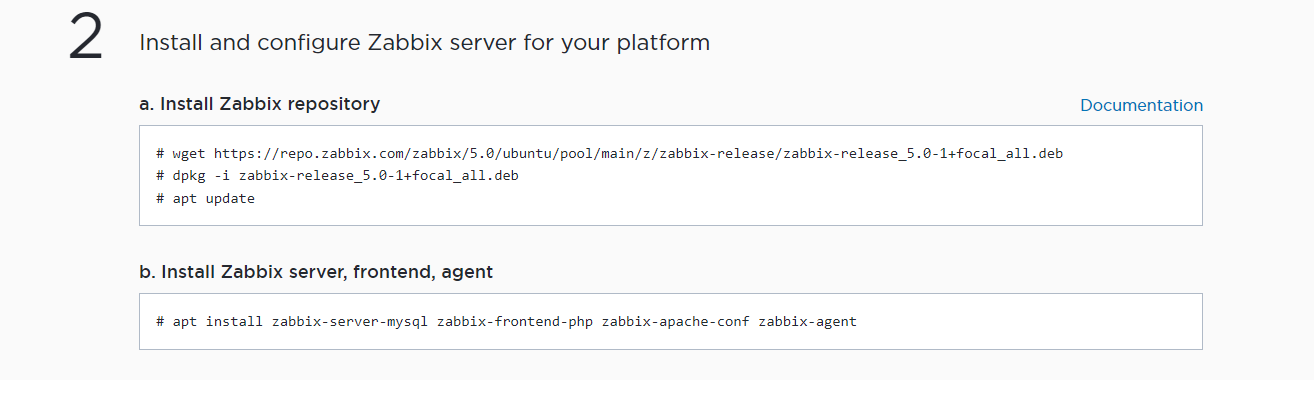 2
Install and configure Zabbix server for your platform
a. Install Zabbix repository
Documentation
# wget https://repo.zabbix.com/zabbix/5.0/ubuntu/pool/main/z/zabbix-release/zabbix-release_5.0-1+focal_all.deb
# dpkg -i zabbix-release_5.0-1+focal_all.deb
# apt update
b. Install Zabbix server, frontend, agent
# apt install zabbix-server-mysql zabbix-frontend-php zabbix-apache-conf zabbix-agent